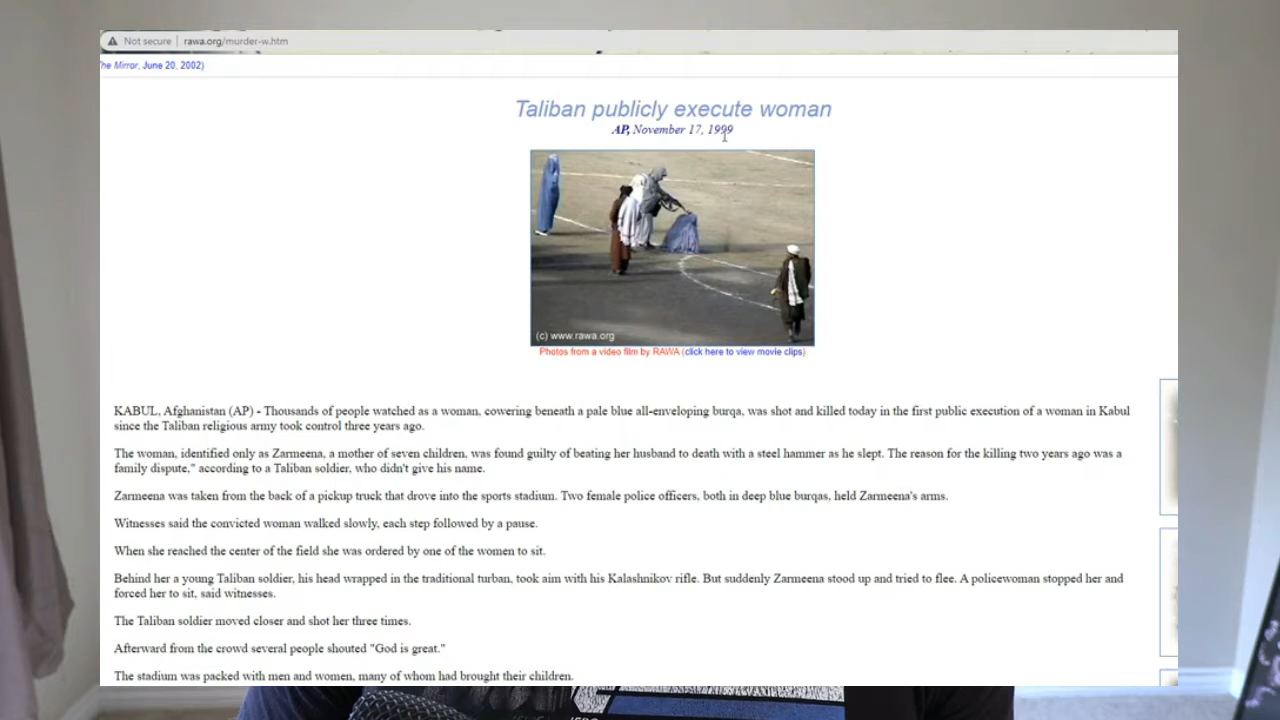 Not secure | rawa.org/murder-w.htm
he Mirror, June 20, 2002)
Taliban publicly execute woman
AP, November 17, 1999
(c) www.rawa.org
Photos from a video film by RAWA (click here to view movie clips)
KABUL, Afghanistan (AP) - Thousands of people watched as a woman, cowering beneath a pale blue all-enveloping burqa, was shot and killed today in the first public execution of a woman in Kabul
since the Taliban religious army took control three years ago.
The woman, identified only as Zarmeena, a mother of seven children, was found guilty of beating her husband to death with a steel hammer as he slept. The reason for the killing two years ago was a
family dispute," according to a Taliban soldier, who didn't give his name.
Zarmeena was taken from the back of a pickup truck that drove into the sports stadium. Two female police officers, both in deep blue burqas, held Zarmeena's arms.
Witnesses said the convicted woman walked slowly, each step followed by a pause.
When she reached the center of the field she was ordered by one of the women to sit.
Behind her a young Taliban soldier, his head wrapped in the traditional turban, took aim with his Kalashnikov rifle. But suddenly Zarmeena stood up and tried to flee. A policewoman stopped her and
forced her to sit, said witnesses.
The Taliban soldier moved closer and shot her three times.
Afterward from the crowd several people shouted "God is great."
The stadium was packed with men and women, many of whom had brought their children.